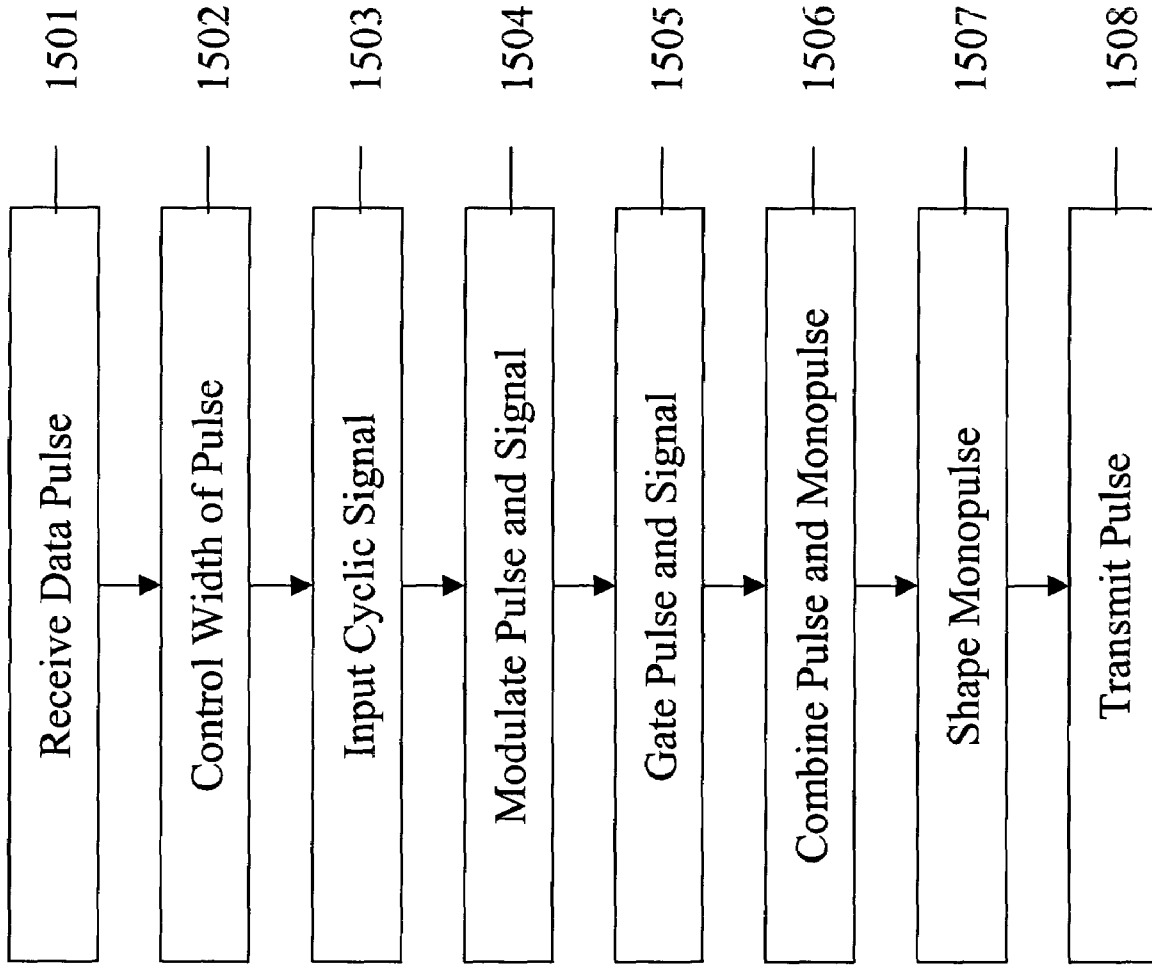 Receive Data Pulse 1501
Control Width of Pulse 1502
Input Cyclic Signal 1503
Modulate Pulse and Signal 1504
Gate Pulse and Signal 1505
Combine Pulse and Monopulse 1506
Shape Monopulse 1507
Transmit Pulse 1508